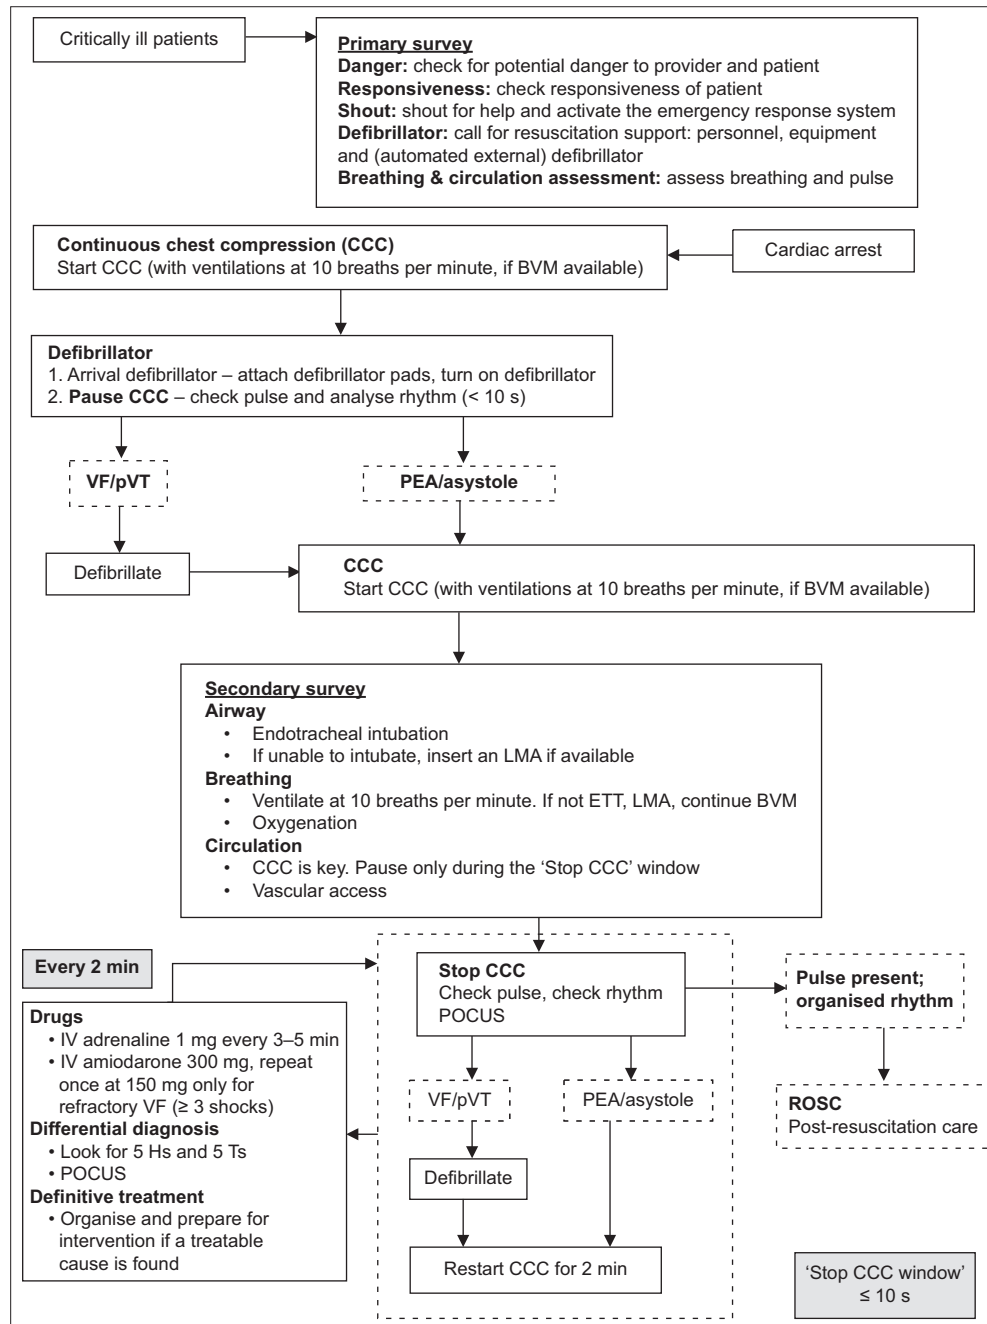 Critically ill patients
Primary survey
Danger: check for potential danger to provider and patient
Responsiveness: check responsiveness of patient
Shout: shout for help and activate the emergency response system
Defibrillator: call for resuscitation support: personnel, equipment
and (automated external) defibrillator
Breathing & circulation assessment: assess breathing and pulse
Continuous chest compression (CCC)
Start CCC (with ventilations at 10 breaths per minute, if BVM available)
Cardiac arrest
Defibrillator
1. Arrival defibrillator – attach defibrillator pads, turn on defibrillator
2. Pause CCC – check pulse and analyse rhythm (< 10 s)
VF/pVT
PEA/asystole
Defibrillate
CCC
Start CCC (with ventilations at 10 breaths per minute, if BVM available)
Secondary survey
Airway
• Endotracheal intubation
• If unable to intubate, insert an LMA if available
Breathing
• Ventilate at 10 breaths per minute. If not ETT, LMA, continue BVM
• Oxygenation
Circulation
• CCC is key. Pause only during the ‘Stop CCC’ window
• Vascular access
Every 2 min
Drugs
• IV adrenaline 1 mg every 3–5 min
• IV amiodarone 300 mg, repeat
once at 150 mg only for
refractory VF (≥ 3 shocks)
Differential diagnosis
• Look for 5 Hs and 5 Ts
• POCUS
Definitive treatment
• Organise and prepare for
intervention if a treatable
cause is found
Stop CCC
Check pulse, check rhythm
POCUS
VF/pVT
PEA/asystole
Defibrillate
Restart CCC for 2 min
Pulse present;
organised rhythm
ROSC
Post-resuscitation care
‘Stop CCC window’
≤ 10 s